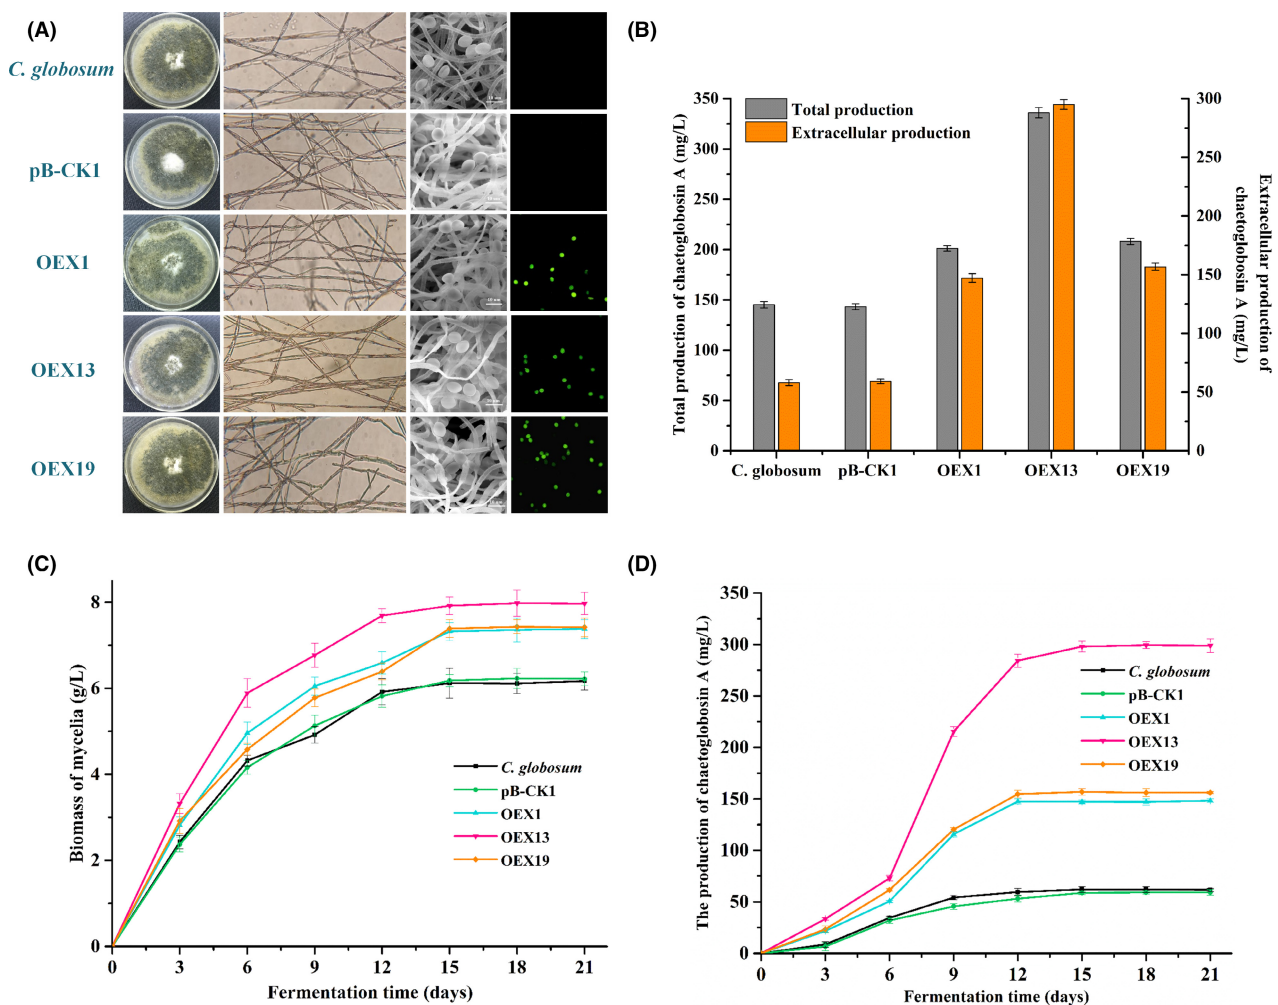 (A)
C. globosum
pB-CK1
OEX1
OEX13
OEX19
(B)
Total production
Extracellular production
Total production of chaetoglobosin A (mg/L)
350
300
250
200
150
100
50
0
C. globosum
pB-CK1
OEX1
OEX13
OEX19
300
250
200
150
100
50
0
Extracellular production of
chaetoglobosin A
(mg/L)
(C)
Biomass of mycelia (g/L)
8
6
4
2
0
C. globosum
pB-CK1
OEX1
OEX13
OEX19
0
3
6
9
12
15
18
21
Fermentation time (days)
(D)
The production of chaetoglobosin A (mg/L)
350
300
250
200
150
100
50
0
C. globosum
pB-CK1
OEX1
OEX13
OEX19
0
3
6
9
12
15
18
21
Fermentation time (days)